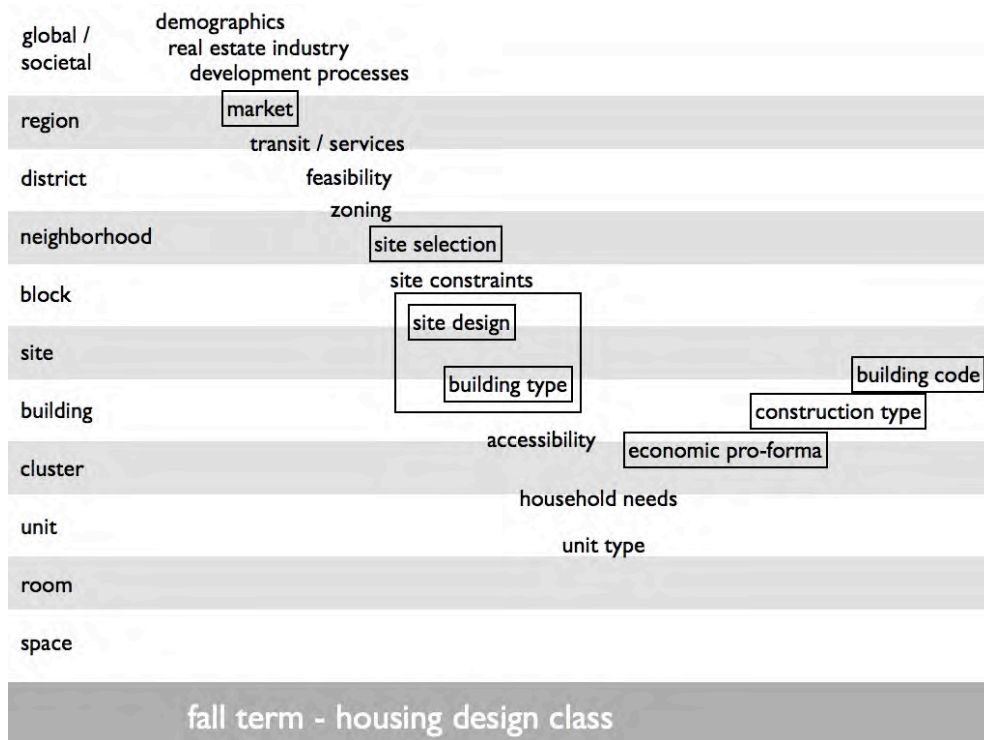 demographics
global /
societal
real estate industry
development processes
market
region
transit / services
district
feasibility
zoning
neighborhood
site selection
site constraints
block
site design
site
building type
building code
building
construction type
accessibility
economic pro-forma
cluster
household needs
unit
unit type
room
space
fall term - housing design class